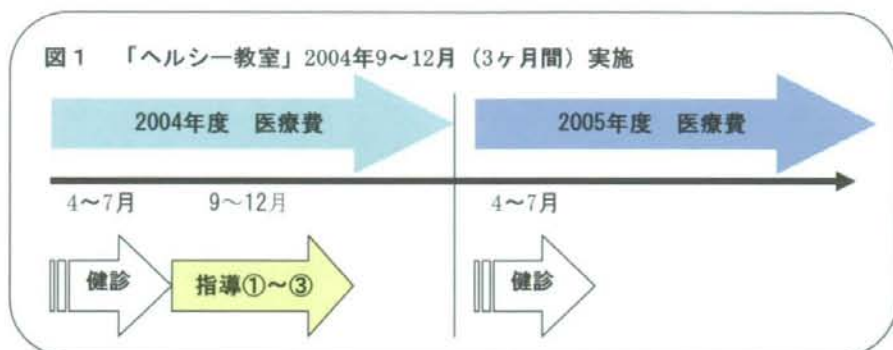 図1　「ヘルシー教室」2004年9～12月（3ヶ月間）実施
2004年度　医療費
2005年度　医療費
4～7月
9～12月
4～7月
健診
指導①～③
健診